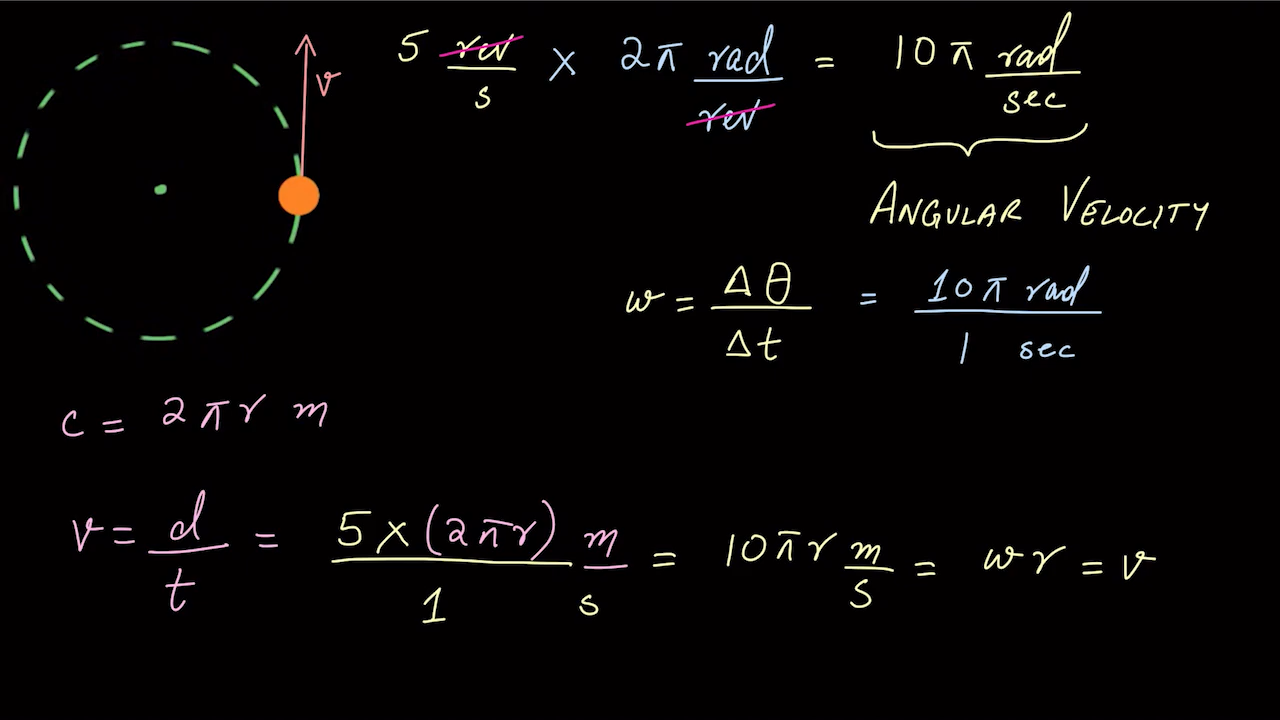 v
5 rev/s × 2π rad/rev = 10π rad/sec
ANGULAR VELOCITY
w = Δθ/Δt = 10π rad/1 sec
c = 2πr m
v = d/t = 5×(2πr)/1 m/s = 10πr m/s = wr = v